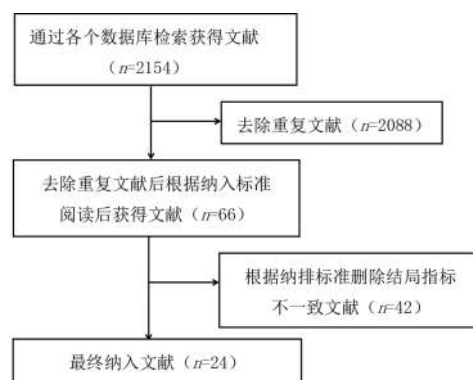 通过各个数据库检索获得文献
（n=2154）
去除重复文献（n=2088）
去除重复文献后根据纳入标准
阅读后获得文献（n=66）
根据纳排标准删除结局指标
不一致文献（n=42）
最终纳入文献（n=24）